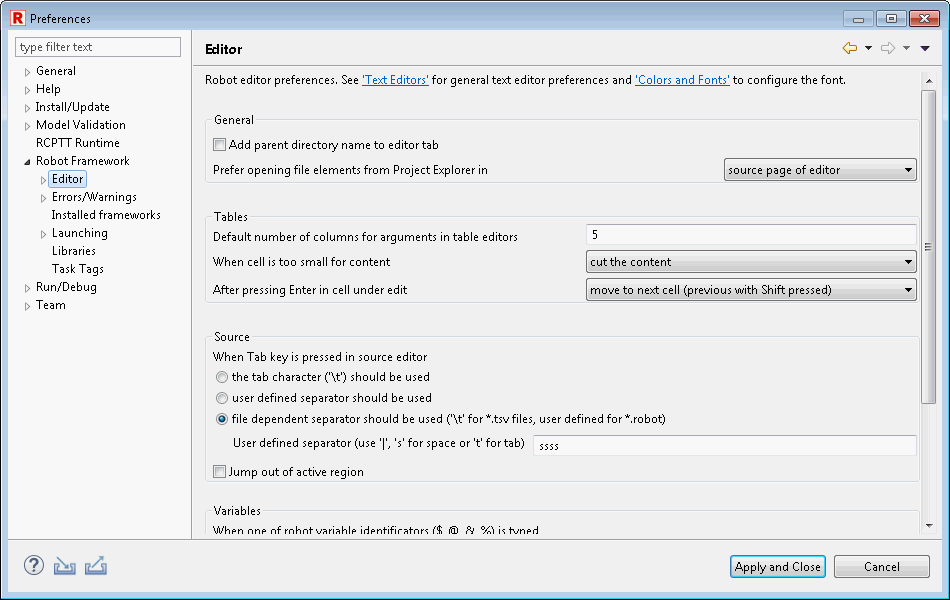 R Preferences
type filter text
General
Help
Install/Update
Model Validation
RCPTT Runtime
Robot Framework
Editor
Errors/Warnings
Installed frameworks
Launching
Libraries
Task Tags
Run/Debug
Team
Editor
Robot editor preferences. See 'Text Editors' for general text editor preferences and 'Colors and Fonts' to configure the font.
General
Add parent directory name to editor tab
Prefer opening file elements from Project Explorer in source page of editor
Tables
Default number of columns for arguments in table editors 5
When cell is too small for content cut the content
After pressing Enter in cell under edit move to next cell (previous with Shift pressed)
Source
When Tab key is pressed in source editor
the tab character ('\t') should be used
user defined separator should be used
file dependent separator should be used ('\t' for *.tsv files, user defined for *.robot)
User defined separator (use '|', 's' for space or 't' for tab) ssss
Jump out of active region
Variables
When one of robot variable identificators ($, @, &, %) is typed
? Apply and Close Cancel